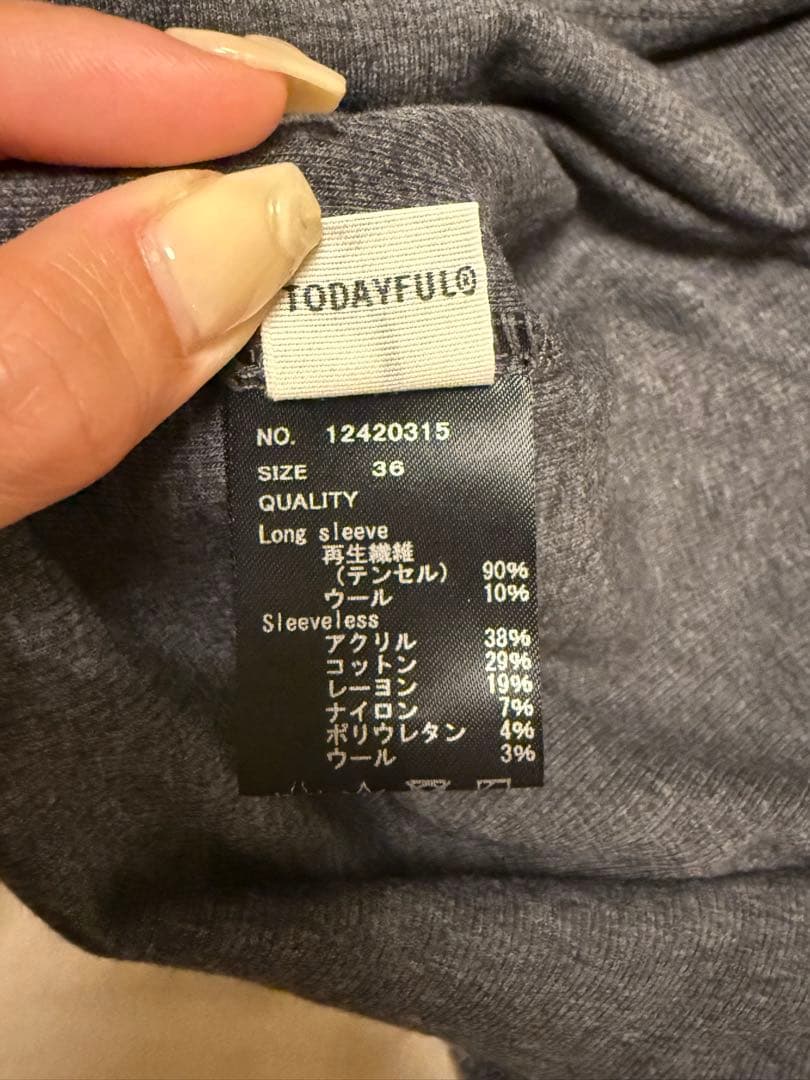 TODAYFUL®
NO. 12420315
SIZE 36
QUALITY
Long sleeve
再生繊維
(テンセル) 90%
ウール 10%
Sleeveless
アクリル 38%
コットン 29%
レーヨン 19%
ナイロン 7%
ポリウレタン 4%
ウール 3%